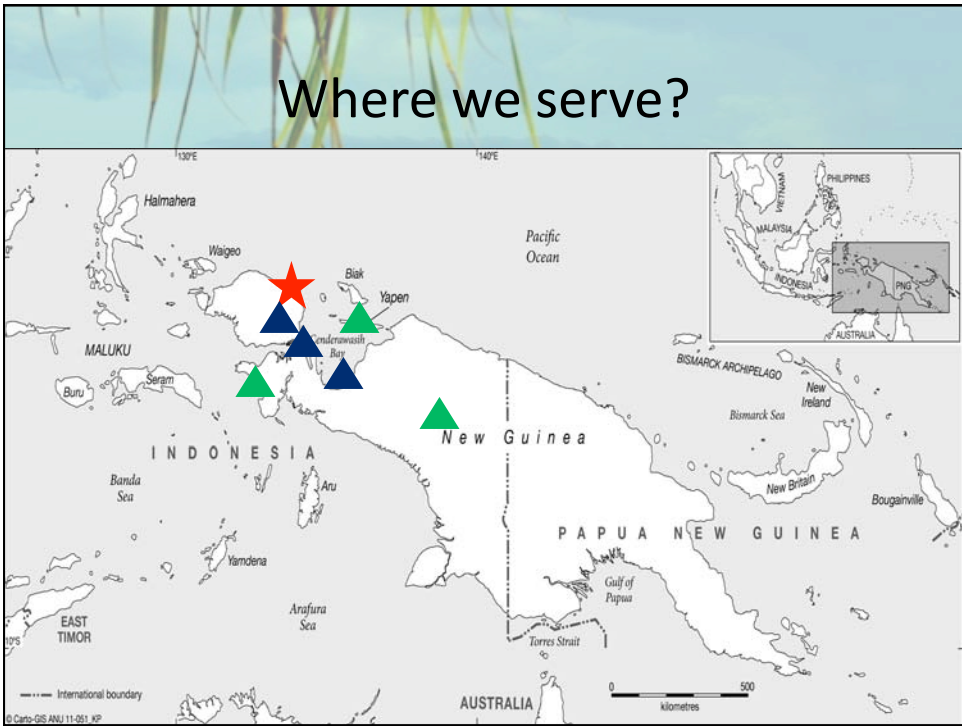 Where we serve?
130°E
140°E
Halmahera
Waigeo
Biak
Yapen
Pacific
Ocean
Cenderawasih
Bay
MALUKU
Seram
Buru
INDONESIA
Banda
Sea
Aru
Yamdena
Arafura
Sea
EAST
TIMOR
10°S
New Guinea
PAPUA NEW GUINEA
Gulf of
Papua
Torres Strait
AUSTRALIA
BISMARCK ARCHIPELAGO
New
Ireland
Bismarck Sea
New Britain
Bougainville
VIETNAM
PHILIPPINES
MALAYSIA
INDONESIA
PNG
AUSTRALIA
International boundary
0
500
kilometres
© Carto-GIS ANU 11-051_KP